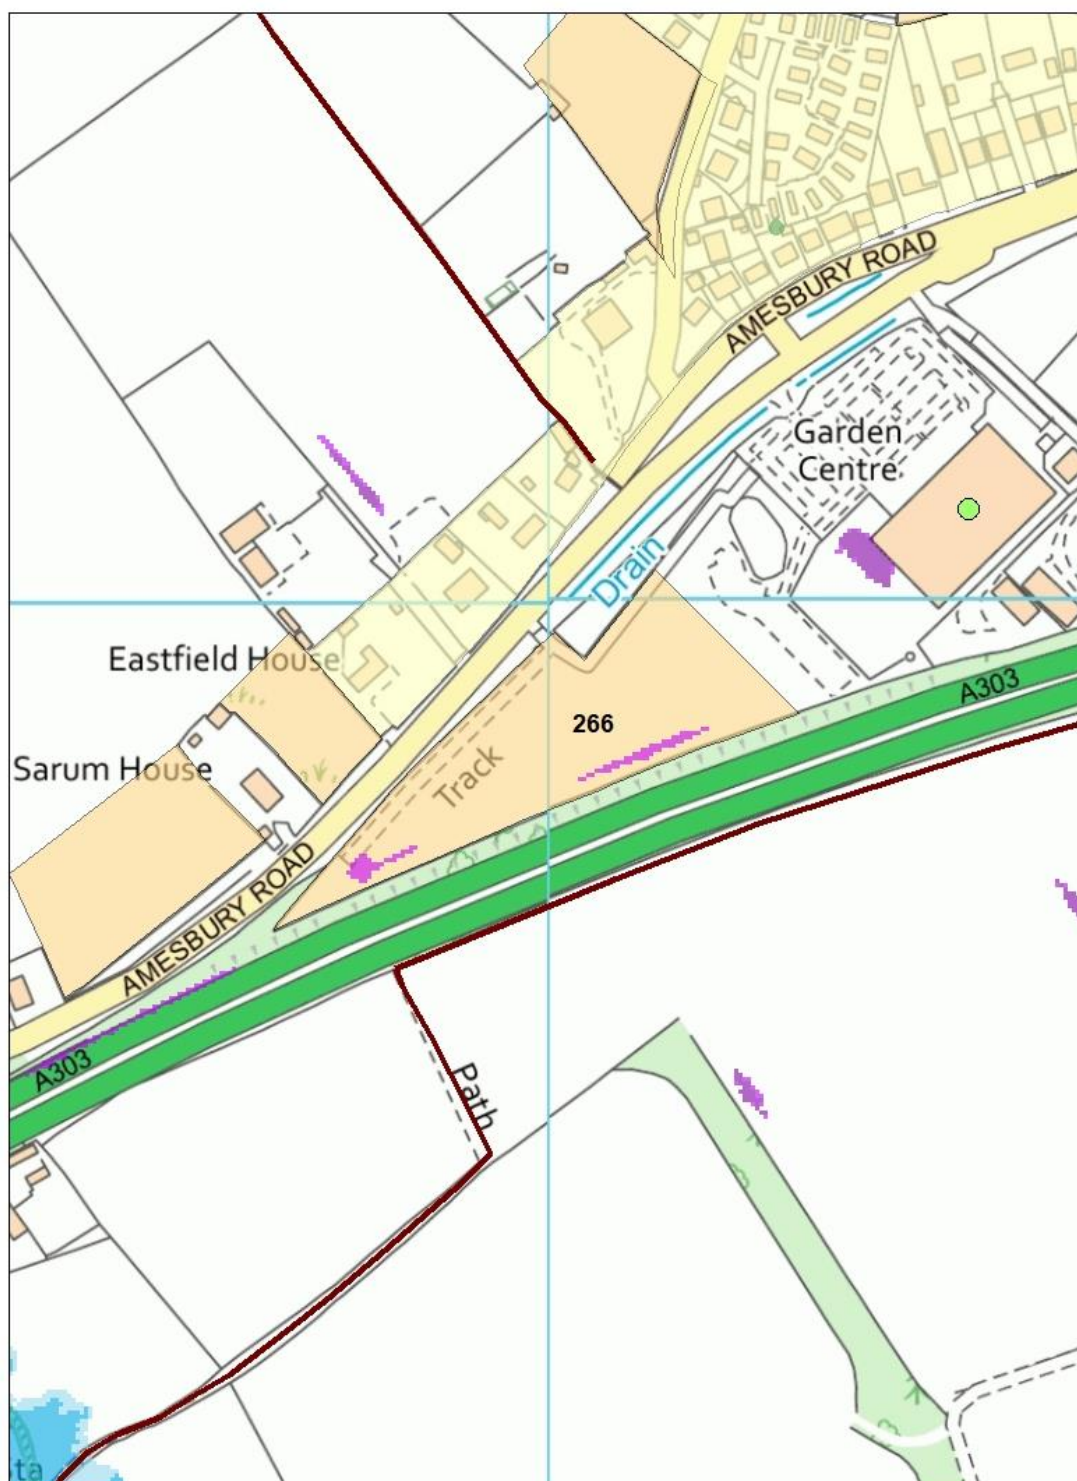 AMESBURY ROAD
Garden
Centre
Drain
Eastfield House
A303
266
Sarum House
Track
AMESBURY ROAD
A303
Path